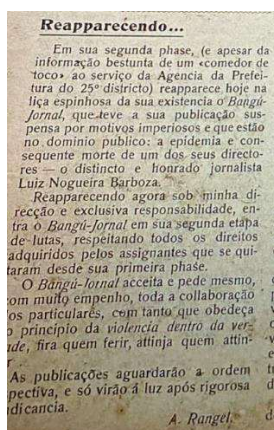 Reapparecendo...
Em sua segunda phase, (e apesar da
informação bestunta de um «comedor de
toco» ao serviço da Agencia da Prefei-
tura do 25º districto) reapparece hoje na
liça espinhosa da sua existencia o Bangú-
Jornal, que teve a sua publicação sus-
pensa por motivos imperiosos e que estão
no dominio publico: a epidemia e con-
sequente morte de um dos seus directo-
res — o distincto e honrado jornalista
Luiz Nogueira Barboza.
Reapparecendo agora sob minha di-
recção e exclusiva responsabilidade, en-
tra o Bangú-Jornal em sua segunda etapa
de lutas, respeitando todos os direitos
adquiridos pelos assignantes que se qui-
taram desde sua primeira phase.
O Bangú-Jornal acceita e pede mesmo,
com muito empenho, toda a collaboração
os particulares, com tanto que obedeça
o principio da violencia dentro da ver-
ade, fira quem ferir, attinja quem attin-
As publicações aguardarão a ordem
pectiva, e só virão á luz após rigorosa
dicancia.
A. Rangel.